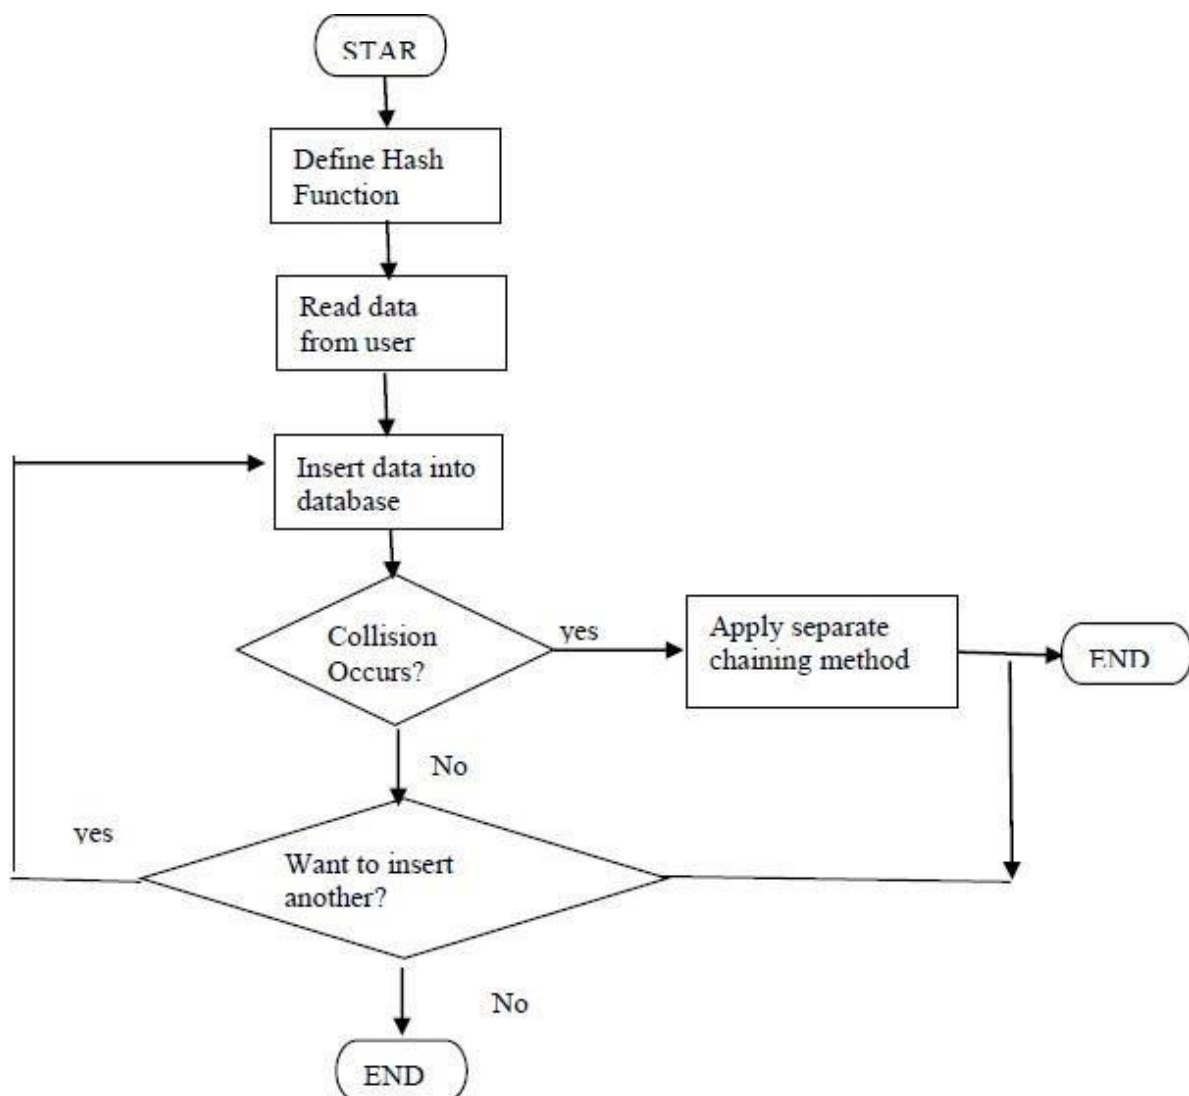 STAR
Define Hash
Function
Read data
from user
Insert data into
database
Collision
Occurs?
yes
Apply separate
chaining method
END
No
yes
Want to insert
another?
No
END